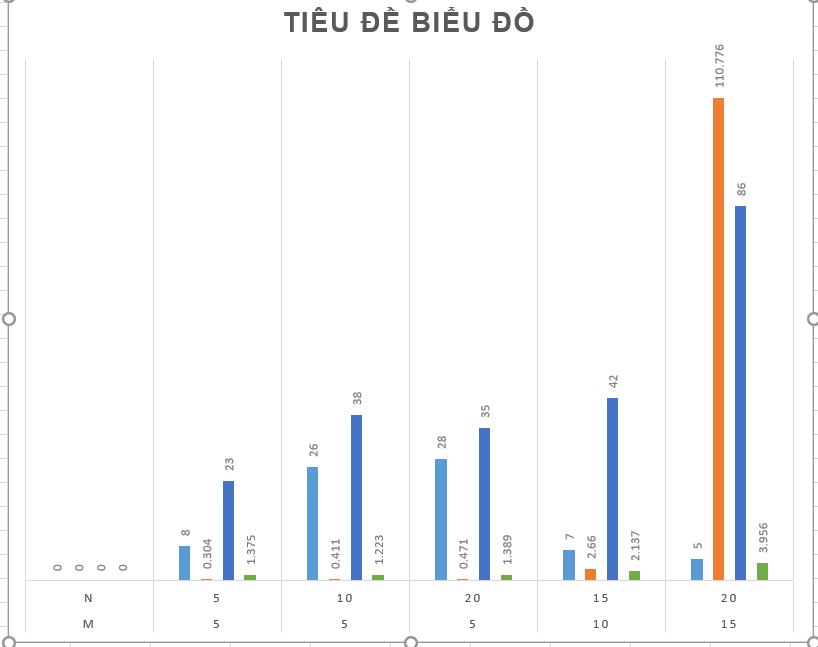 TIÊU ĐỀ BIỂU ĐỒ
0 0 0 0
8 0.304 23 1.375
26 0.411 38 1.223
28 0.471 35 1.389
7 2.66 42 2.137
5 110.776 86 3.956
N 5 10 20 15 20
M 5 5 5 10 15